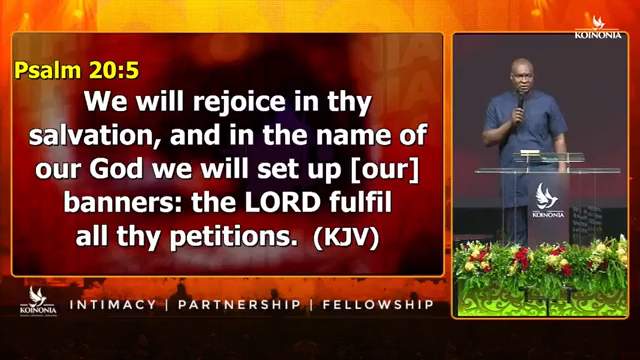 KOINONIA
Psalm 20:5
We will rejoice in thy
salvation, and in the name of
our God we will set up [our]
banners: the LORD fulfil
all thy petitions. (KJV)
KOINONIA
KOINONIA
INTIMACY | PARTNERSHIP | FELLOWSHIP